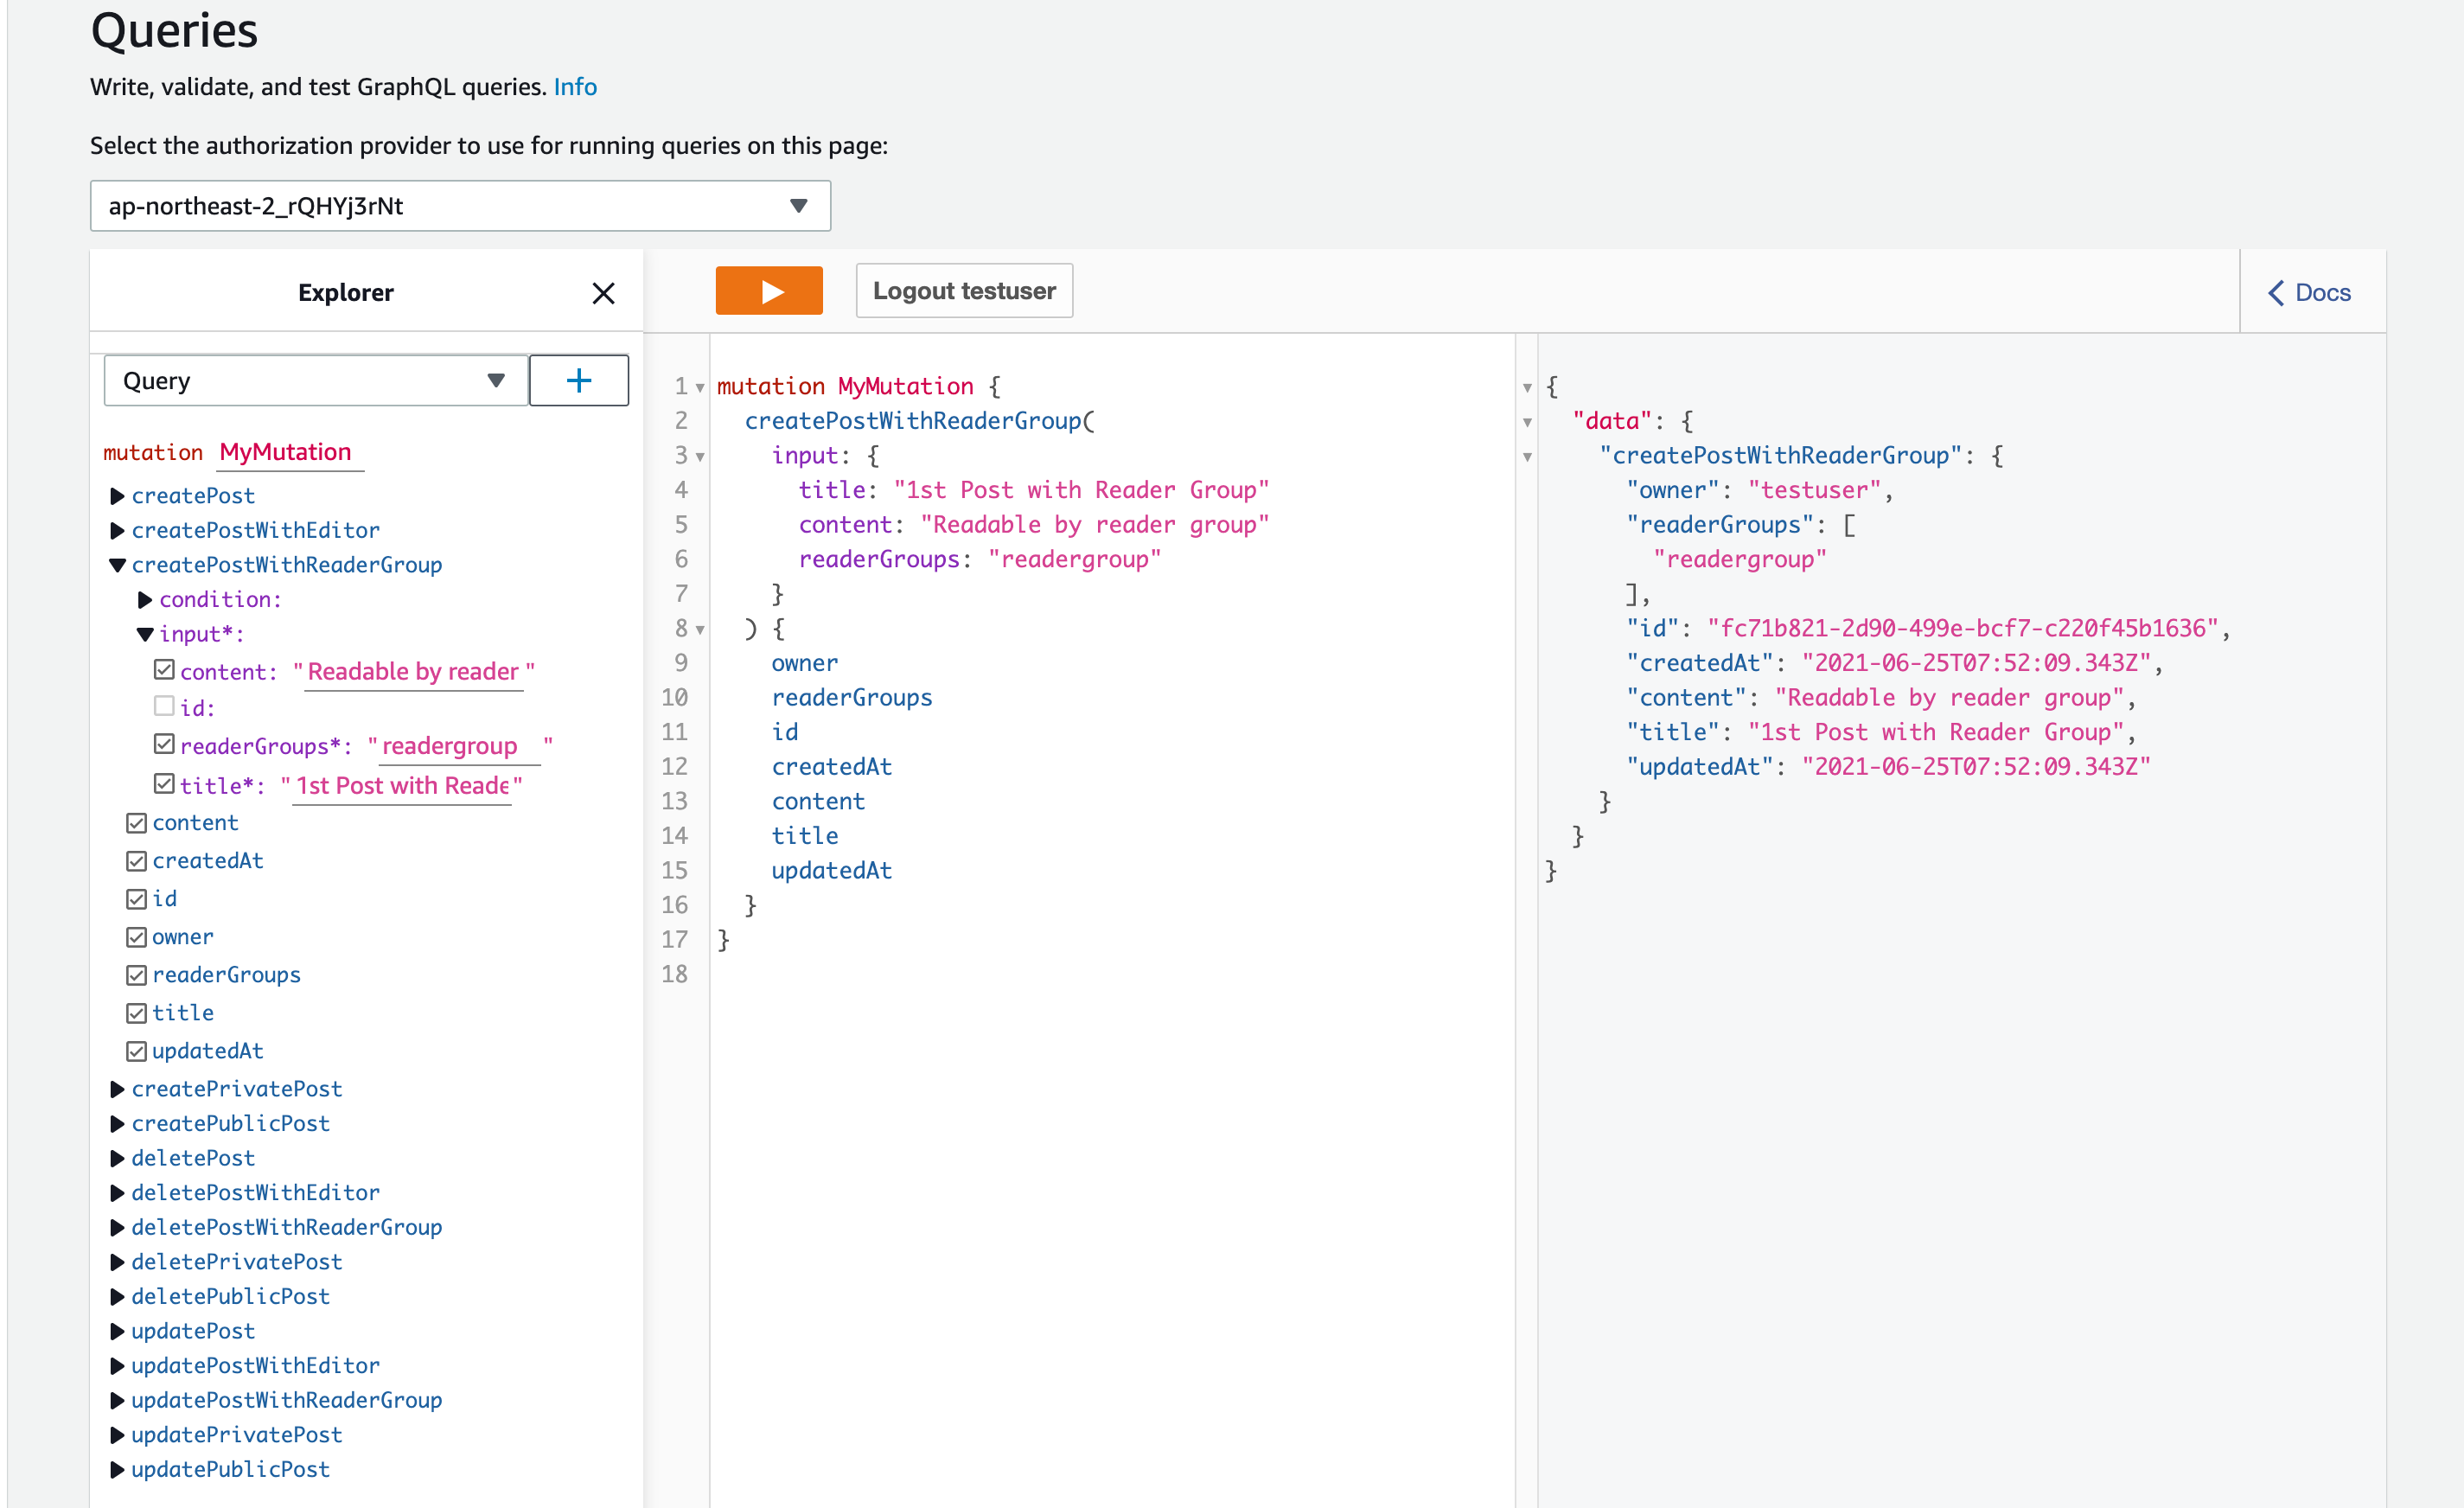 Queries
Write, validate, and test GraphQL queries. Info
Select the authorization provider to use for running queries on this page:
ap-northeast-2_rQHYj3rNt
Explorer
Query
mutation MyMutation
createPost
createPostWithEditor
createPostWithReaderGroup
condition:
input*:
content: "Readable by reader "
id:
readerGroups*: "readergroup "
title*: "1st Post with Reade"
content
createdAt
id
owner
readerGroups
title
updatedAt
createPrivatePost
createPublicPost
deletePost
deletePostWithEditor
deletePostWithReaderGroup
deletePrivatePost
deletePublicPost
updatePost
updatePostWithEditor
updatePostWithReaderGroup
updatePrivatePost
updatePublicPost
Logout testuser
Docs
1 mutation MyMutation {
2 createPostWithReaderGroup(
3 input: {
4 title: "1st Post with Reader Group"
5 content: "Readable by reader group"
6 readerGroups: "readergroup"
7 }
8 ) {
9 owner
10 readerGroups
11 id
12 createdAt
13 content
14 title
15 updatedAt
16 }
17 }
18
{
"data": {
"createPostWithReaderGroup": {
"owner": "testuser",
"readerGroups": [
"readergroup"
],
"id": "fc71b821-2d90-499e-bcf7-c220f45b1636",
"createdAt": "2021-06-25T07:52:09.343Z",
"content": "Readable by reader group",
"title": "1st Post with Reader Group",
"updatedAt": "2021-06-25T07:52:09.343Z"
}
}
}